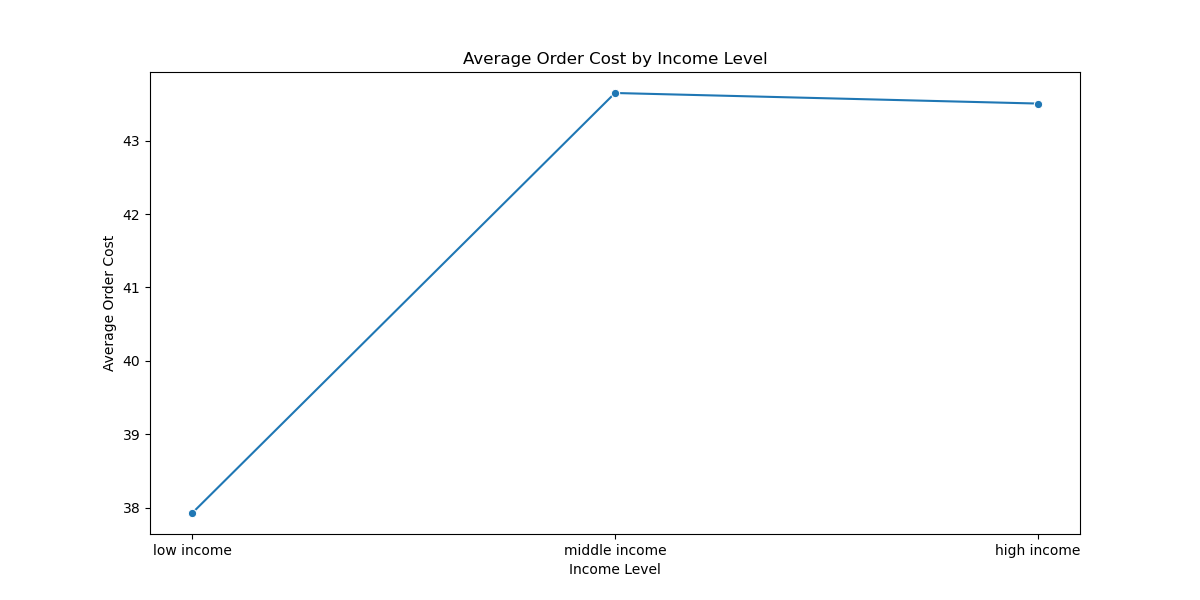 Average Order Cost by Income Level
Average Order Cost
43
42
41
40
39
38
low income
middle income
high income
Income Level